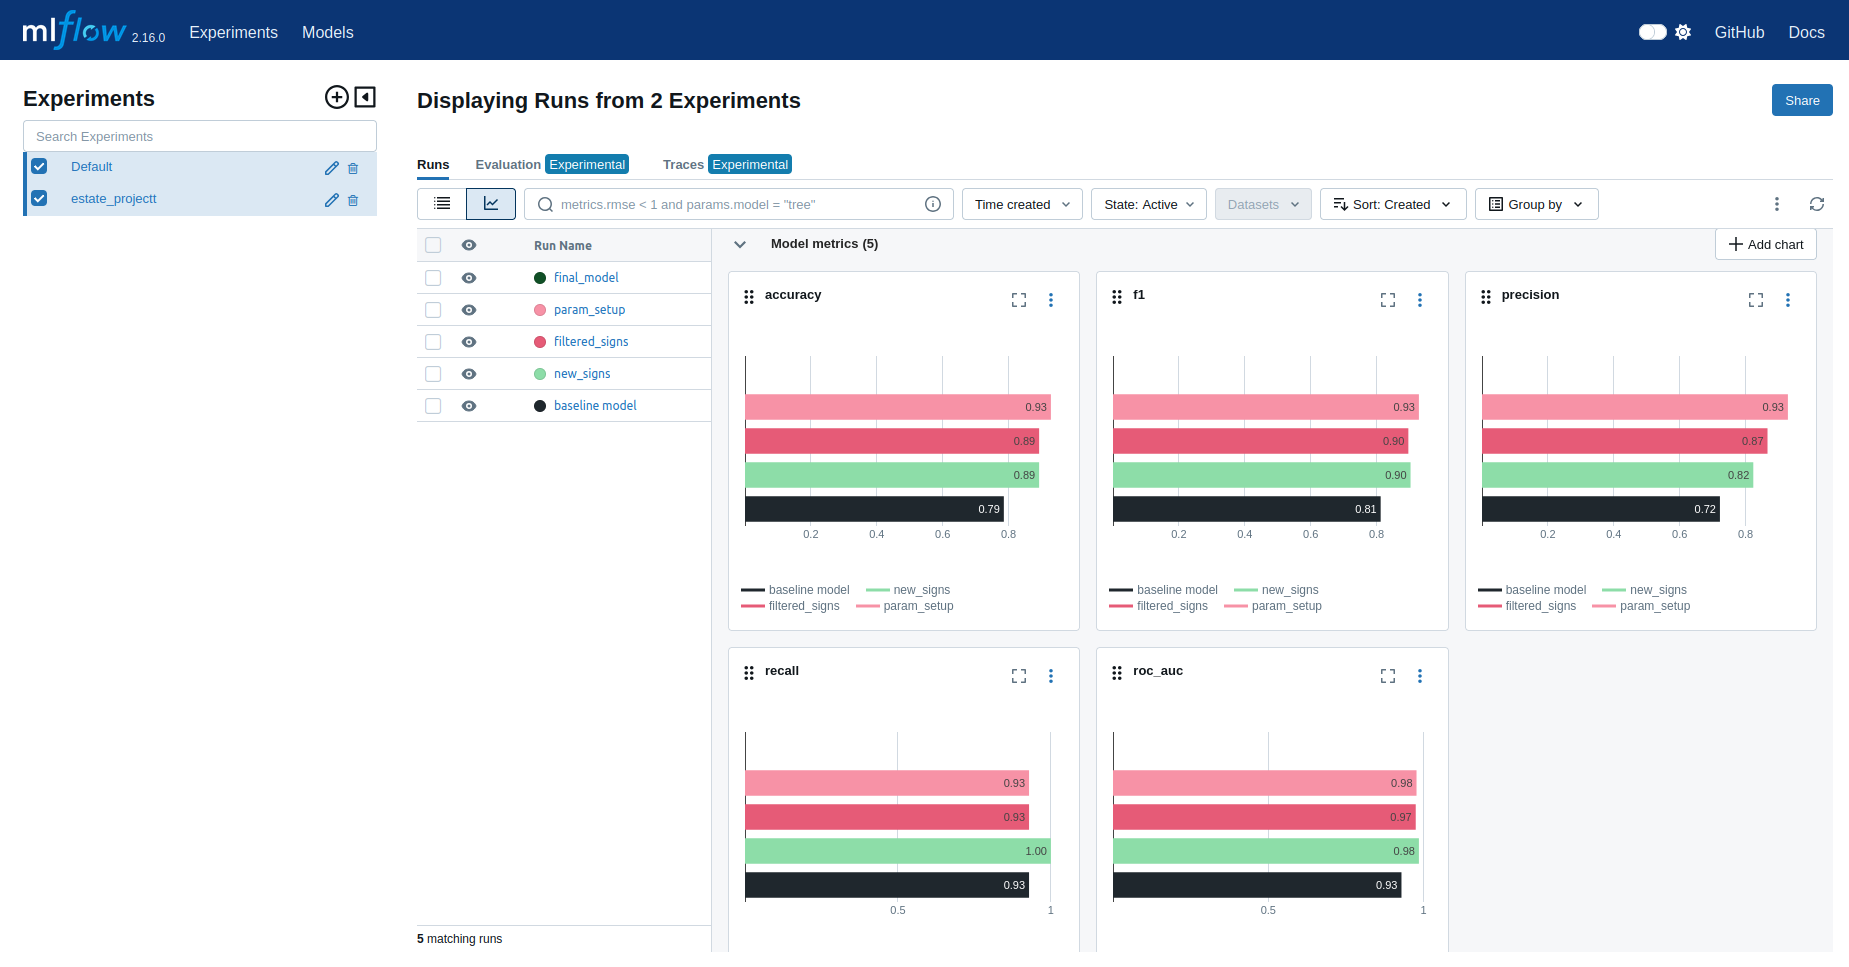 mlflow 2.16.0 Experiments Models GitHub Docs
Experiments
Search Experiments
Default
estate_projectt
Displaying Runs from 2 Experiments
Share
Runs Evaluation Experimental Traces Experimental
metrics.rmse < 1 and params.model = "tree" Time created State: Active Datasets Sort: Created Group by
Run Name
final_model
param_setup
filtered_signs
new_signs
baseline model
5 matching runs
Model metrics (5) Add chart
accuracy
0.93
0.89
0.89
0.79
0.2 0.4 0.6 0.8
baseline model new_signs
filtered_signs param_setup
f1
0.93
0.90
0.90
0.81
0.2 0.4 0.6 0.8
baseline model new_signs
filtered_signs param_setup
precision
0.93
0.87
0.82
0.72
0.2 0.4 0.6 0.8
baseline model new_signs
filtered_signs param_setup
recall
0.93
0.93
1.00
0.93
0.5 1
roc_auc
0.98
0.97
0.98
0.93
0.5 1